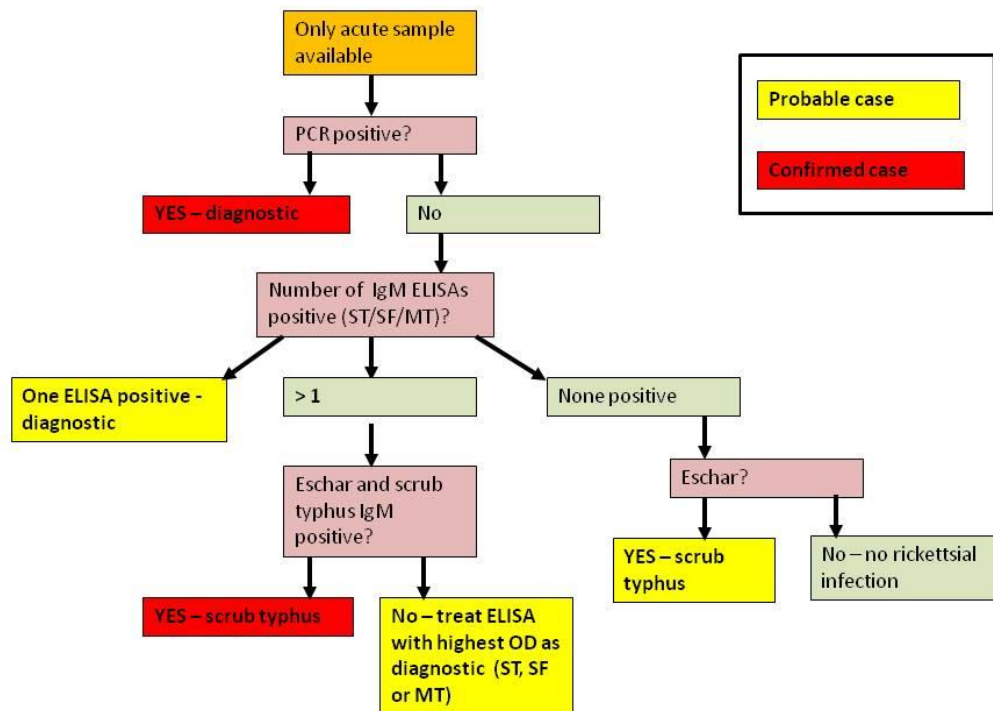 Only acute sample
available
Probable case
PCR positive?
Confirmed case
YES – diagnostic
No
Number of IgM ELISAs
positive (ST/SF/MT)?
One ELISA positive -
diagnostic
> 1
None positive
Eschar and scrub
typhus IgM
positive?
Eschar?
YES – scrub
typhus
No – no rickettsial
infection
YES – scrub typhus
No – treat ELISA
with highest OD as
diagnostic (ST, SF
or MT)